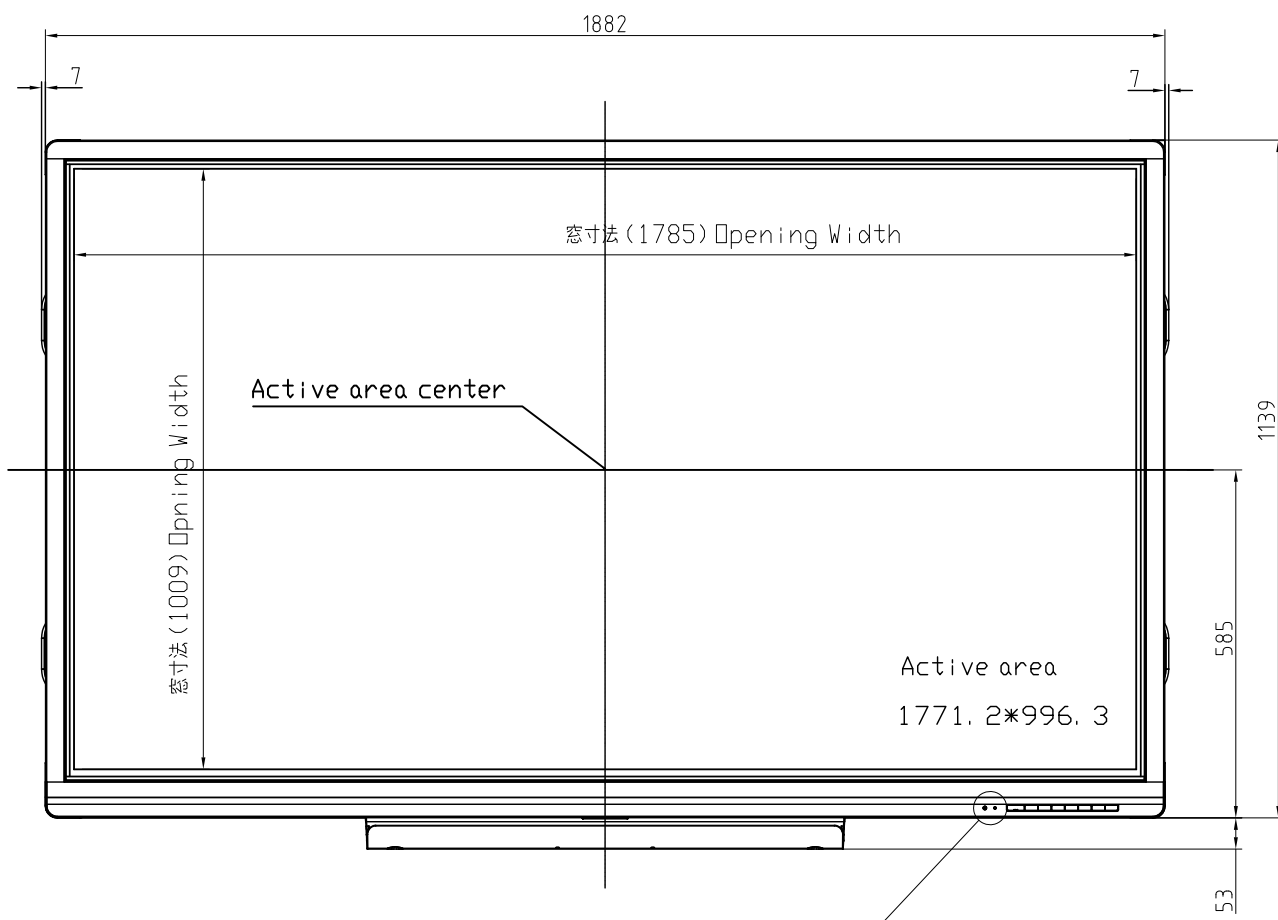 1882
7
7
窓寸法(1785) Opening Width
Active area center
窓寸法(1009) Opning Width
1139
585
Active area
1771.2*996.3
53